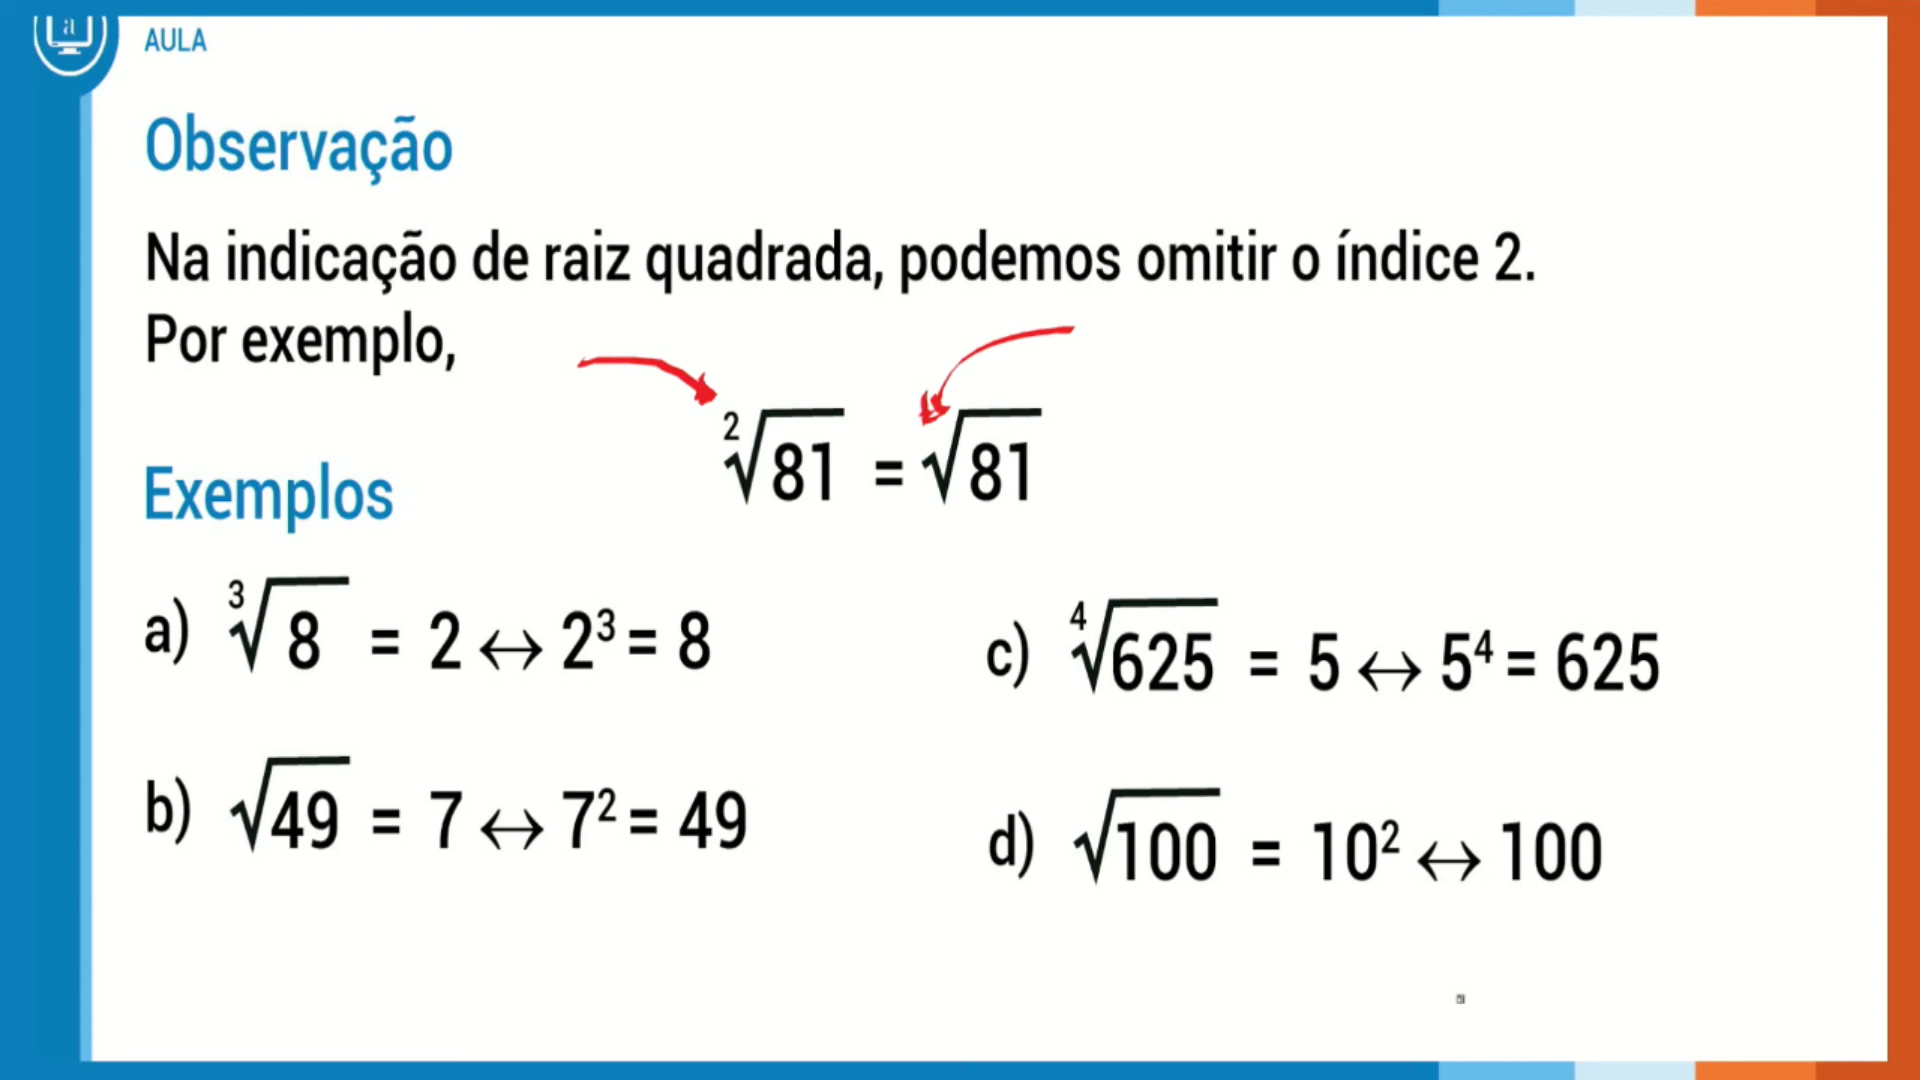 a
AULA
Observação
Na indicação de raiz quadrada, podemos omitir o índice 2.
Por exemplo,
²√81 = √81
Exemplos
a) ³√8 = 2 ↔ 2³ = 8
b) √49 = 7 ↔ 7² = 49
c) ⁴√625 = 5 ↔ 5⁴ = 625
d) √100 = 10² ↔ 100